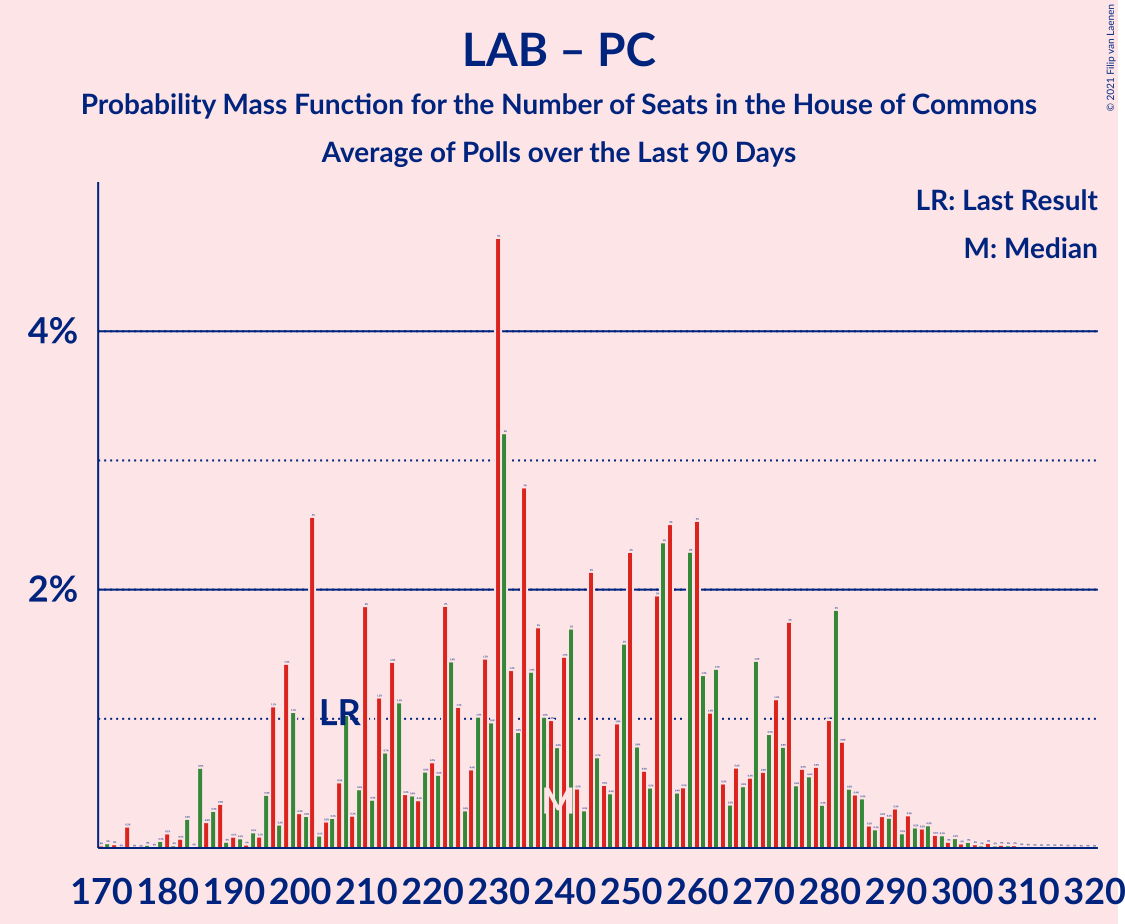 © 2021 Filip van Laenen
LAB – PC
Probability Mass Function for the Number of Seats in the House of Commons
Average of Polls over the Last 90 Days
LR: Last Result
M: Median
4%
2%
LR
M
170 180 190 200 210 220 230 240 250 260 270 280 290 300 310 320